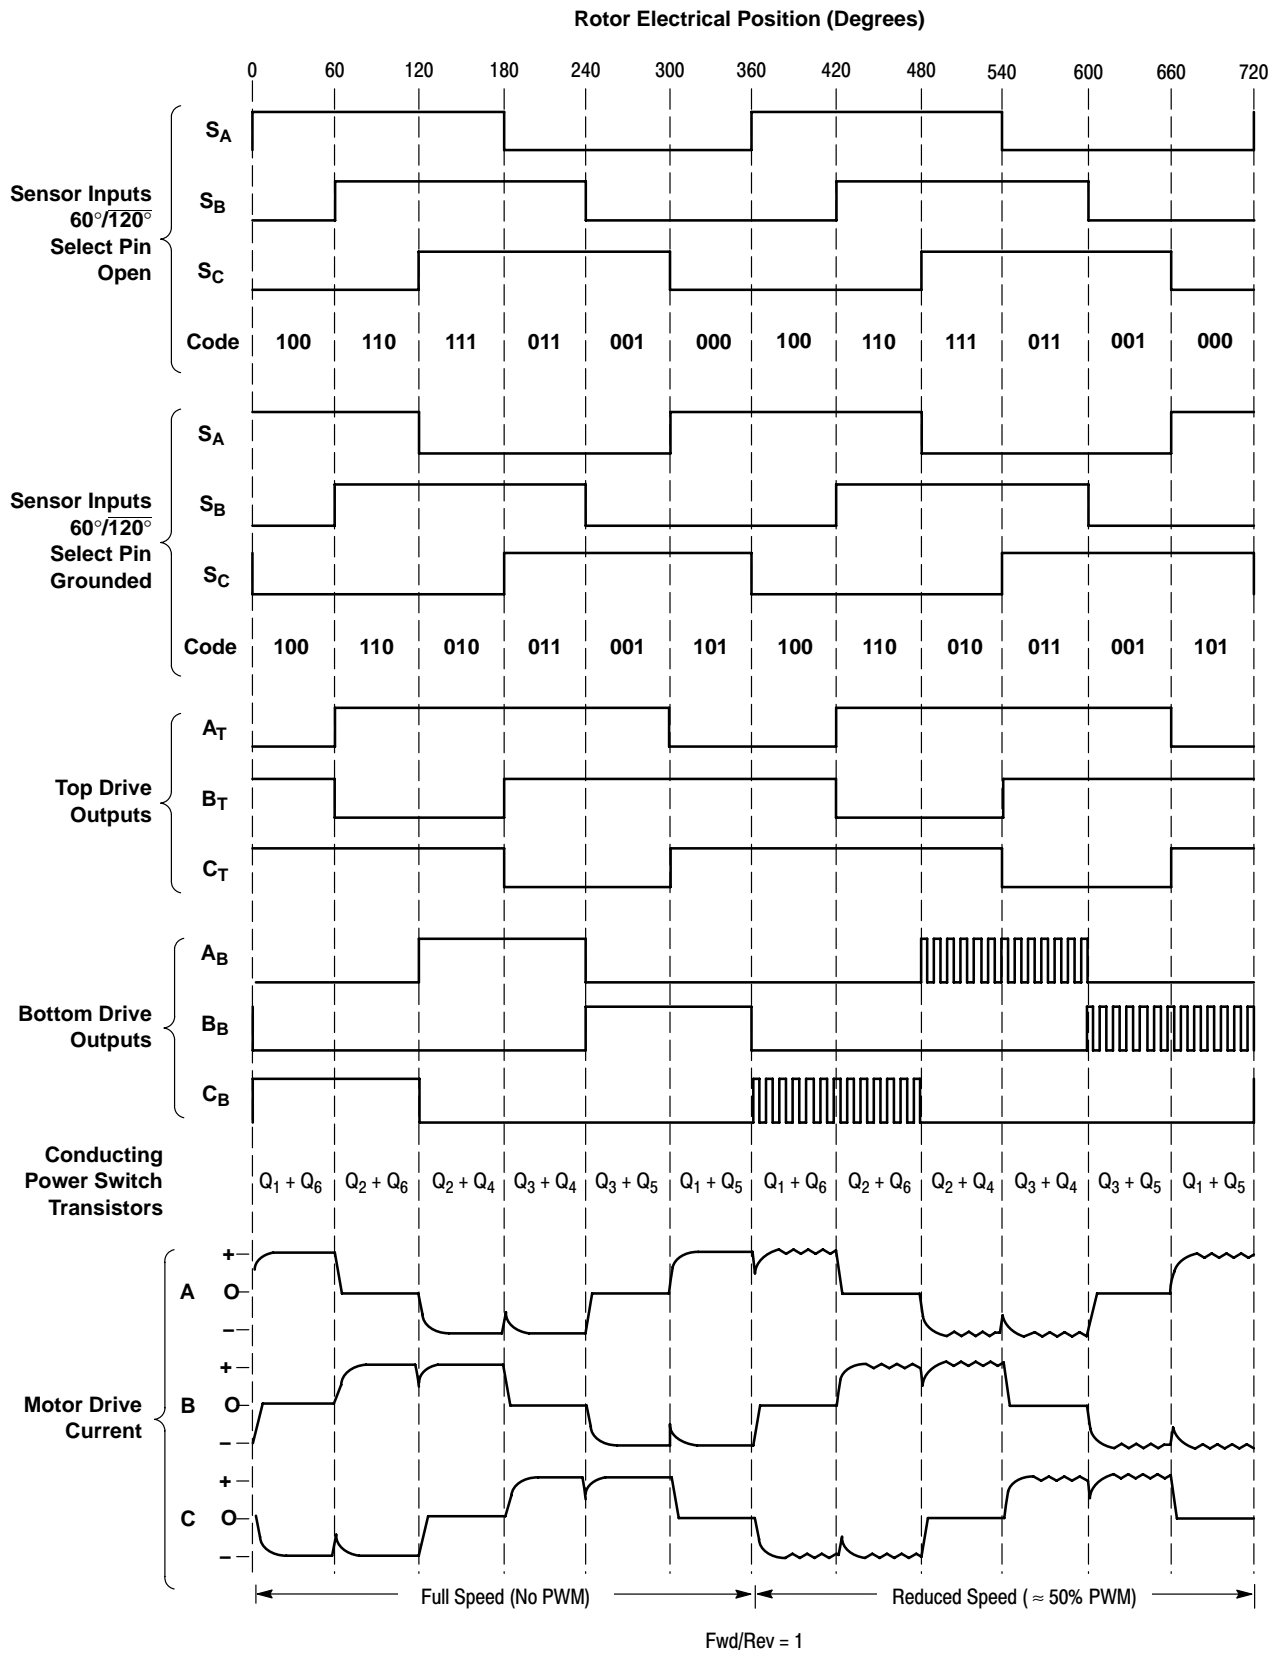 Rotor Electrical Position (Degrees)
0 60 120 180 240 300 360 420 480 540 600 660 720
Sensor Inputs
60°/120°
Select Pin
Open
SA
SB
SC
Code 100 110 111 011 001 000 100 110 111 011 001 000
Sensor Inputs
60°/120°
Select Pin
Grounded
SA
SB
SC
Code 100 110 010 011 001 101 100 110 010 011 001 101
Top Drive
Outputs
AT
BT
CT
Bottom Drive
Outputs
AB
BB
CB
Conducting
Power Switch
Transistors
Q1 + Q6 Q2 + Q6 Q2 + Q4 Q3 + Q4 Q3 + Q5 Q1 + Q5 Q1 + Q6 Q2 + Q6 Q2 + Q4 Q3 + Q4 Q3 + Q5 Q1 + Q5
Motor Drive
Current
+
A O
–
+
B O
–
+
C O
–
Full Speed (No PWM) Reduced Speed ( ≈ 50% PWM)
Fwd/Rev = 1